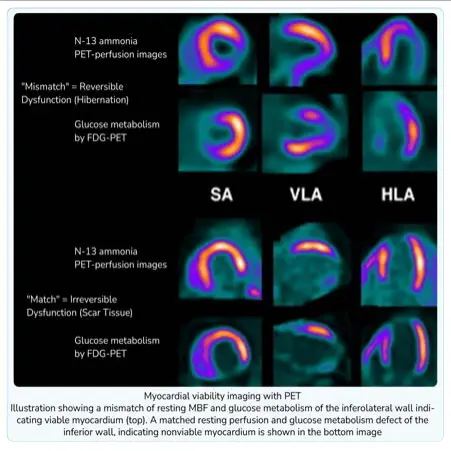 N-13 ammonia
PET-perfusion images
"Mismatch" = Reversible
Dysfunction (Hibernation)
Glucose metabolism
by FDG-PET
SA VLA HLA
N-13 ammonia
PET-perfusion images
"Match" = Irreversible
Dysfunction (Scar Tissue)
Glucose metabolism
by FDG-PET
Myocardial viability imaging with PET
Illustration showing a mismatch of resting MBF and glucose metabolism of the inferolateral wall indi-
cating viable myocardium (top). A matched resting perfusion and glucose metabolism defect of the
inferior wall, indicating nonviable myocardium is shown in the bottom image